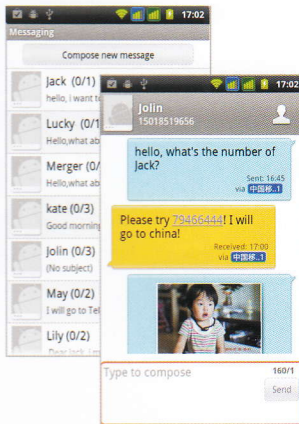 17:02
Messaging
Compose new message
Jack (0/1)
hello, i want t
Lucky (0/1
Hello,what ab
Merger (0/
Hello,what ab
kate (0/3)
Good morning
Jolin (0/3)
(No subject)
May (0/2)
I will go to Tel
Lily (0/2)
Dear Jack, i m
17:02
Jolin
15018519656
hello, what's the number of
Jack?
Sent: 16:45
via 中国移..1
Please try 79466444! I will
go to china!
Received: 17:00
via 中国移..1
Type to compose
160/1
Send